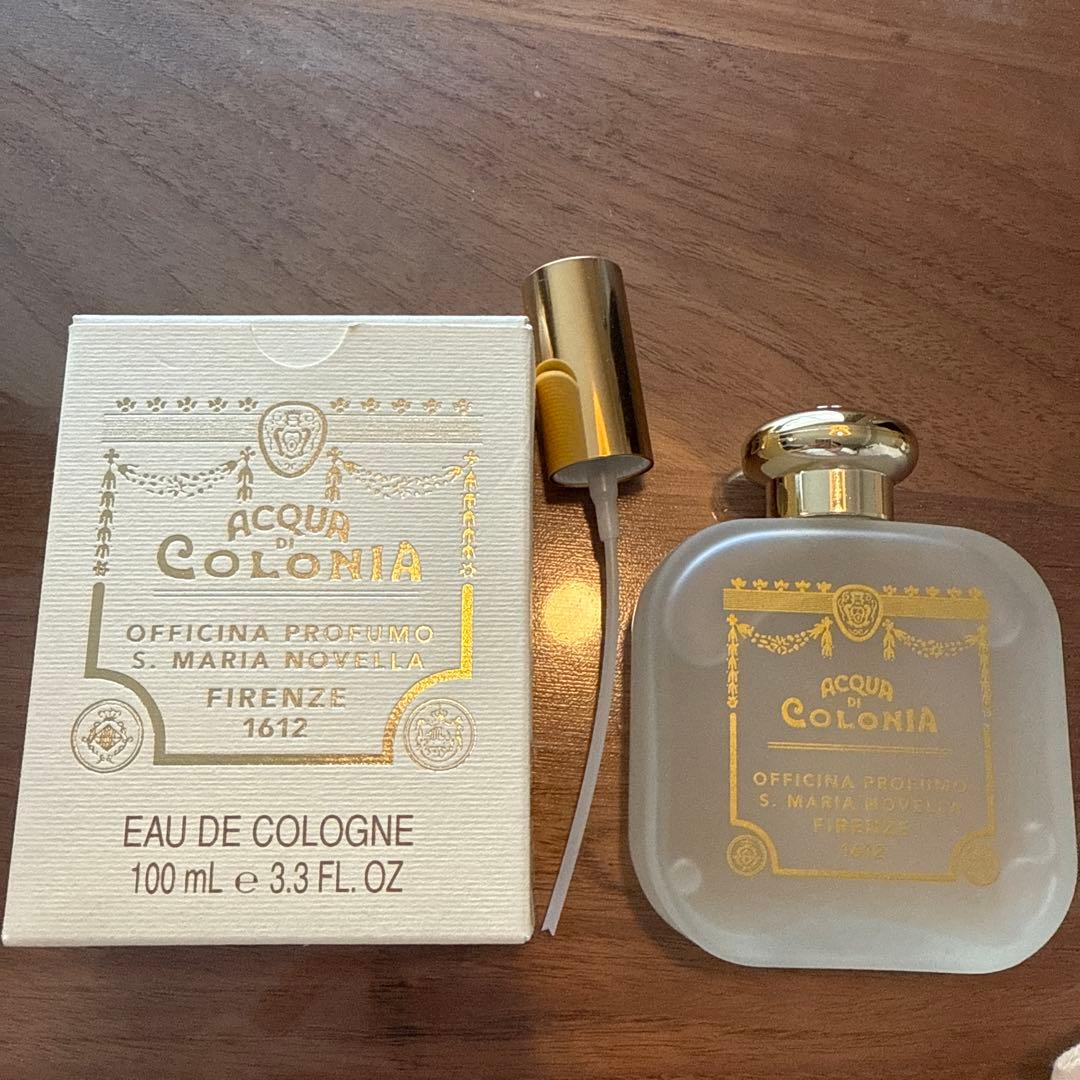 ACQUA
DI
COLONIA
OFFICINA PROFUMO
S. MARIA NOVELLA
FIRENZE
1612
EAU DE COLOGNE
100 mL ℮ 3.3 FL. OZ
ACQUA
DI
COLONIA
OFFICINA PROFUMO
S. MARIA NOVELLA
FIRENZE
1612